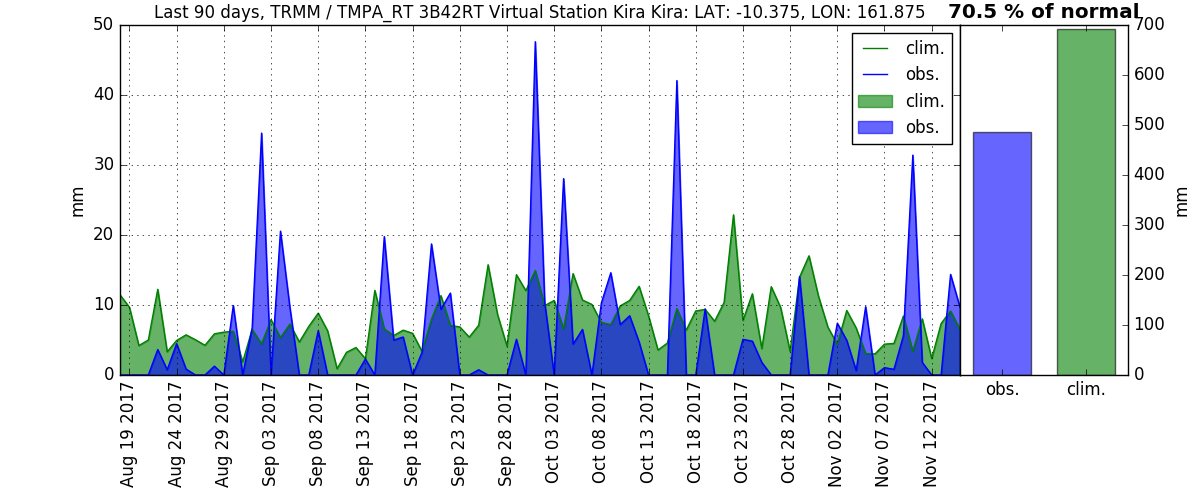 Last 90 days, TRMM / TMPA_RT 3B42RT Virtual Station Kira Kira: LAT: -10.375, LON: 161.875
70.5 % of normal
50
40
30
20
10
0
mm
clim.
obs.
clim.
obs.
700
600
500
400
300
200
100
0
mm
Aug 19 2017
Aug 24 2017
Aug 29 2017
Sep 03 2017
Sep 08 2017
Sep 13 2017
Sep 18 2017
Sep 23 2017
Sep 28 2017
Oct 03 2017
Oct 08 2017
Oct 13 2017
Oct 18 2017
Oct 23 2017
Oct 28 2017
Nov 02 2017
Nov 07 2017
Nov 12 2017
obs.
clim.